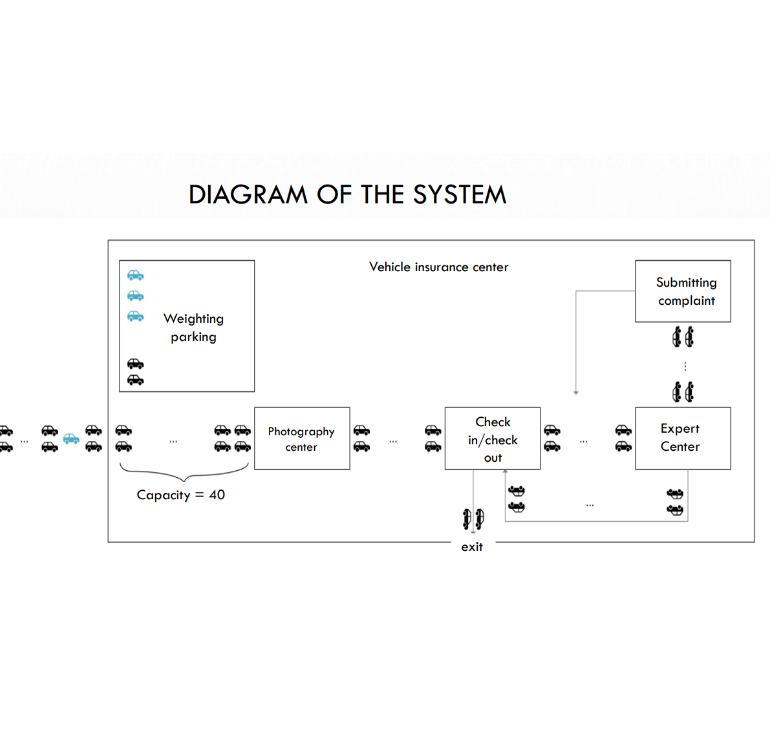 DIAGRAM OF THE SYSTEM
Vehicle insurance center
Weighting
parking
Submitting
complaint
...
... 
...
Photography
center
...
Check
in/check
out
...
Expert
Center
Capacity = 40
...
exit